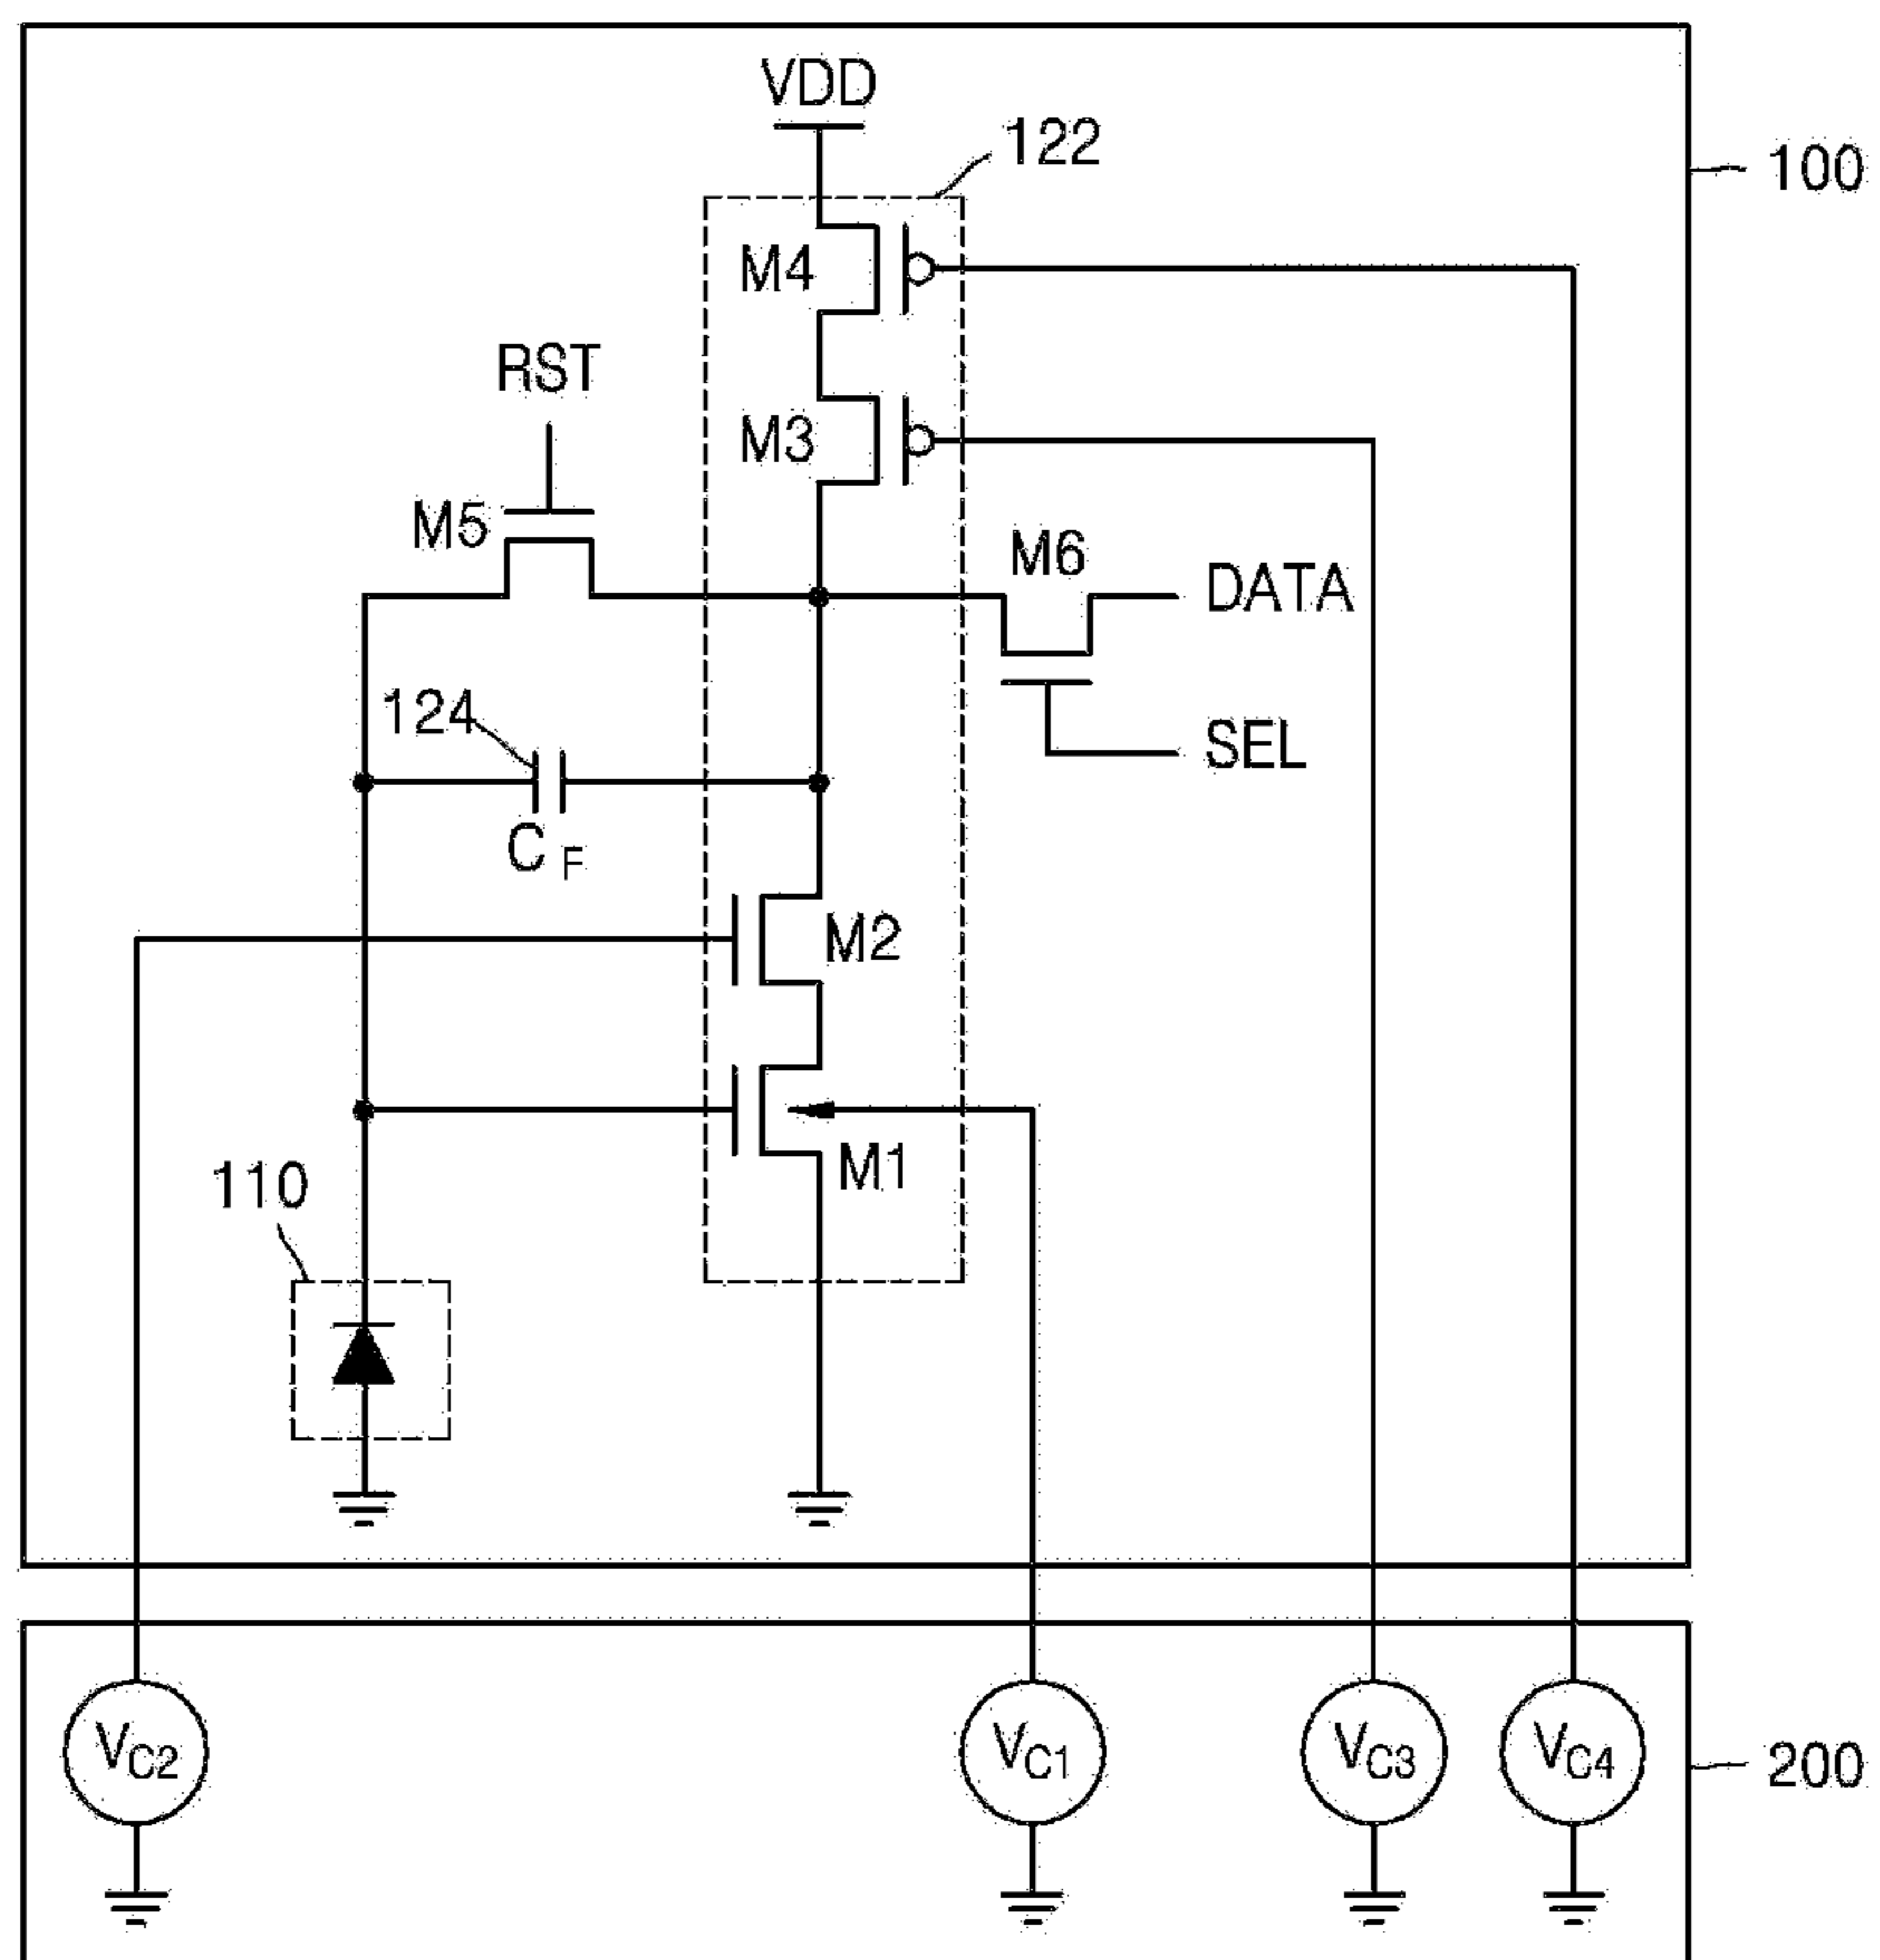 VDD
122
100
M4
RST
M3
M5
M6
DATA
124
SEL
CF
M2
M1
110
VC2
VC1
VC3
VC4
200